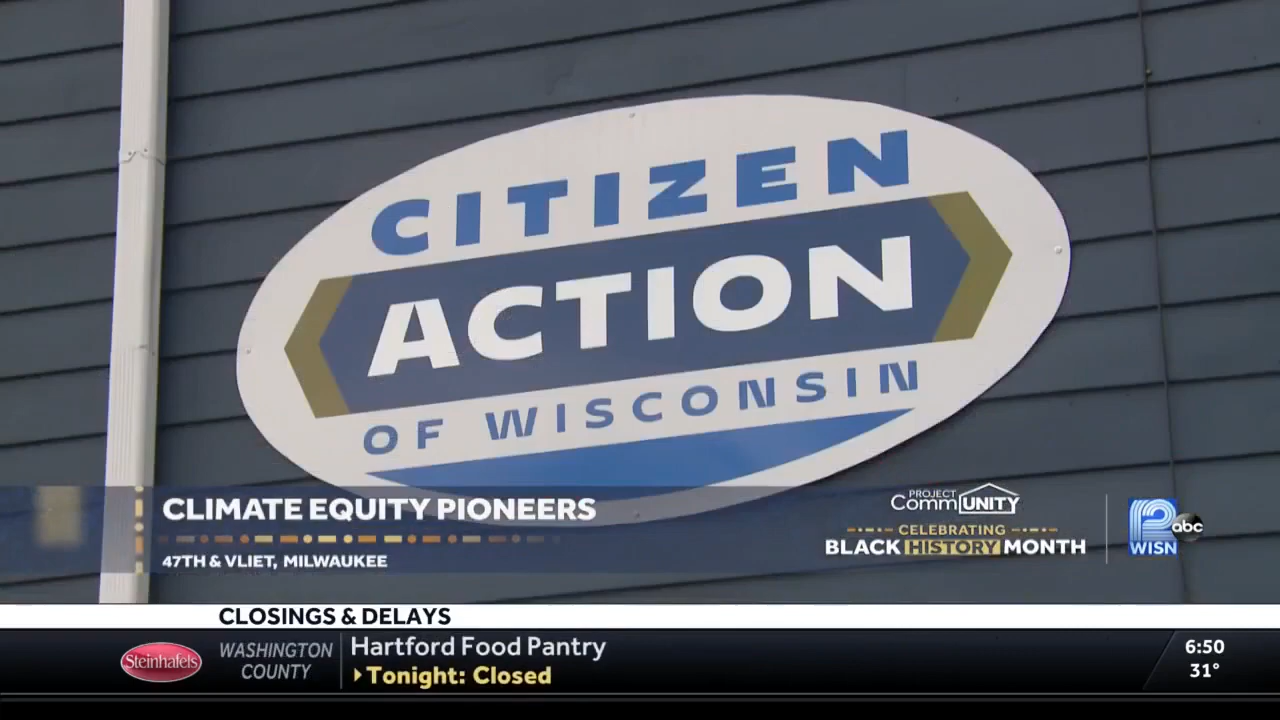 CITIZEN
ACTION
OF WISCONSIN
CLIMATE EQUITY PIONEERS
47TH & VLIET, MILWAUKEE
PROJECT
CommUNITY
CELEBRATING
BLACK HISTORY MONTH
12
WISN
abc
CLOSINGS & DELAYS
Steinhafels
WASHINGTON
COUNTY
Hartford Food Pantry
Tonight: Closed
6:50
31°